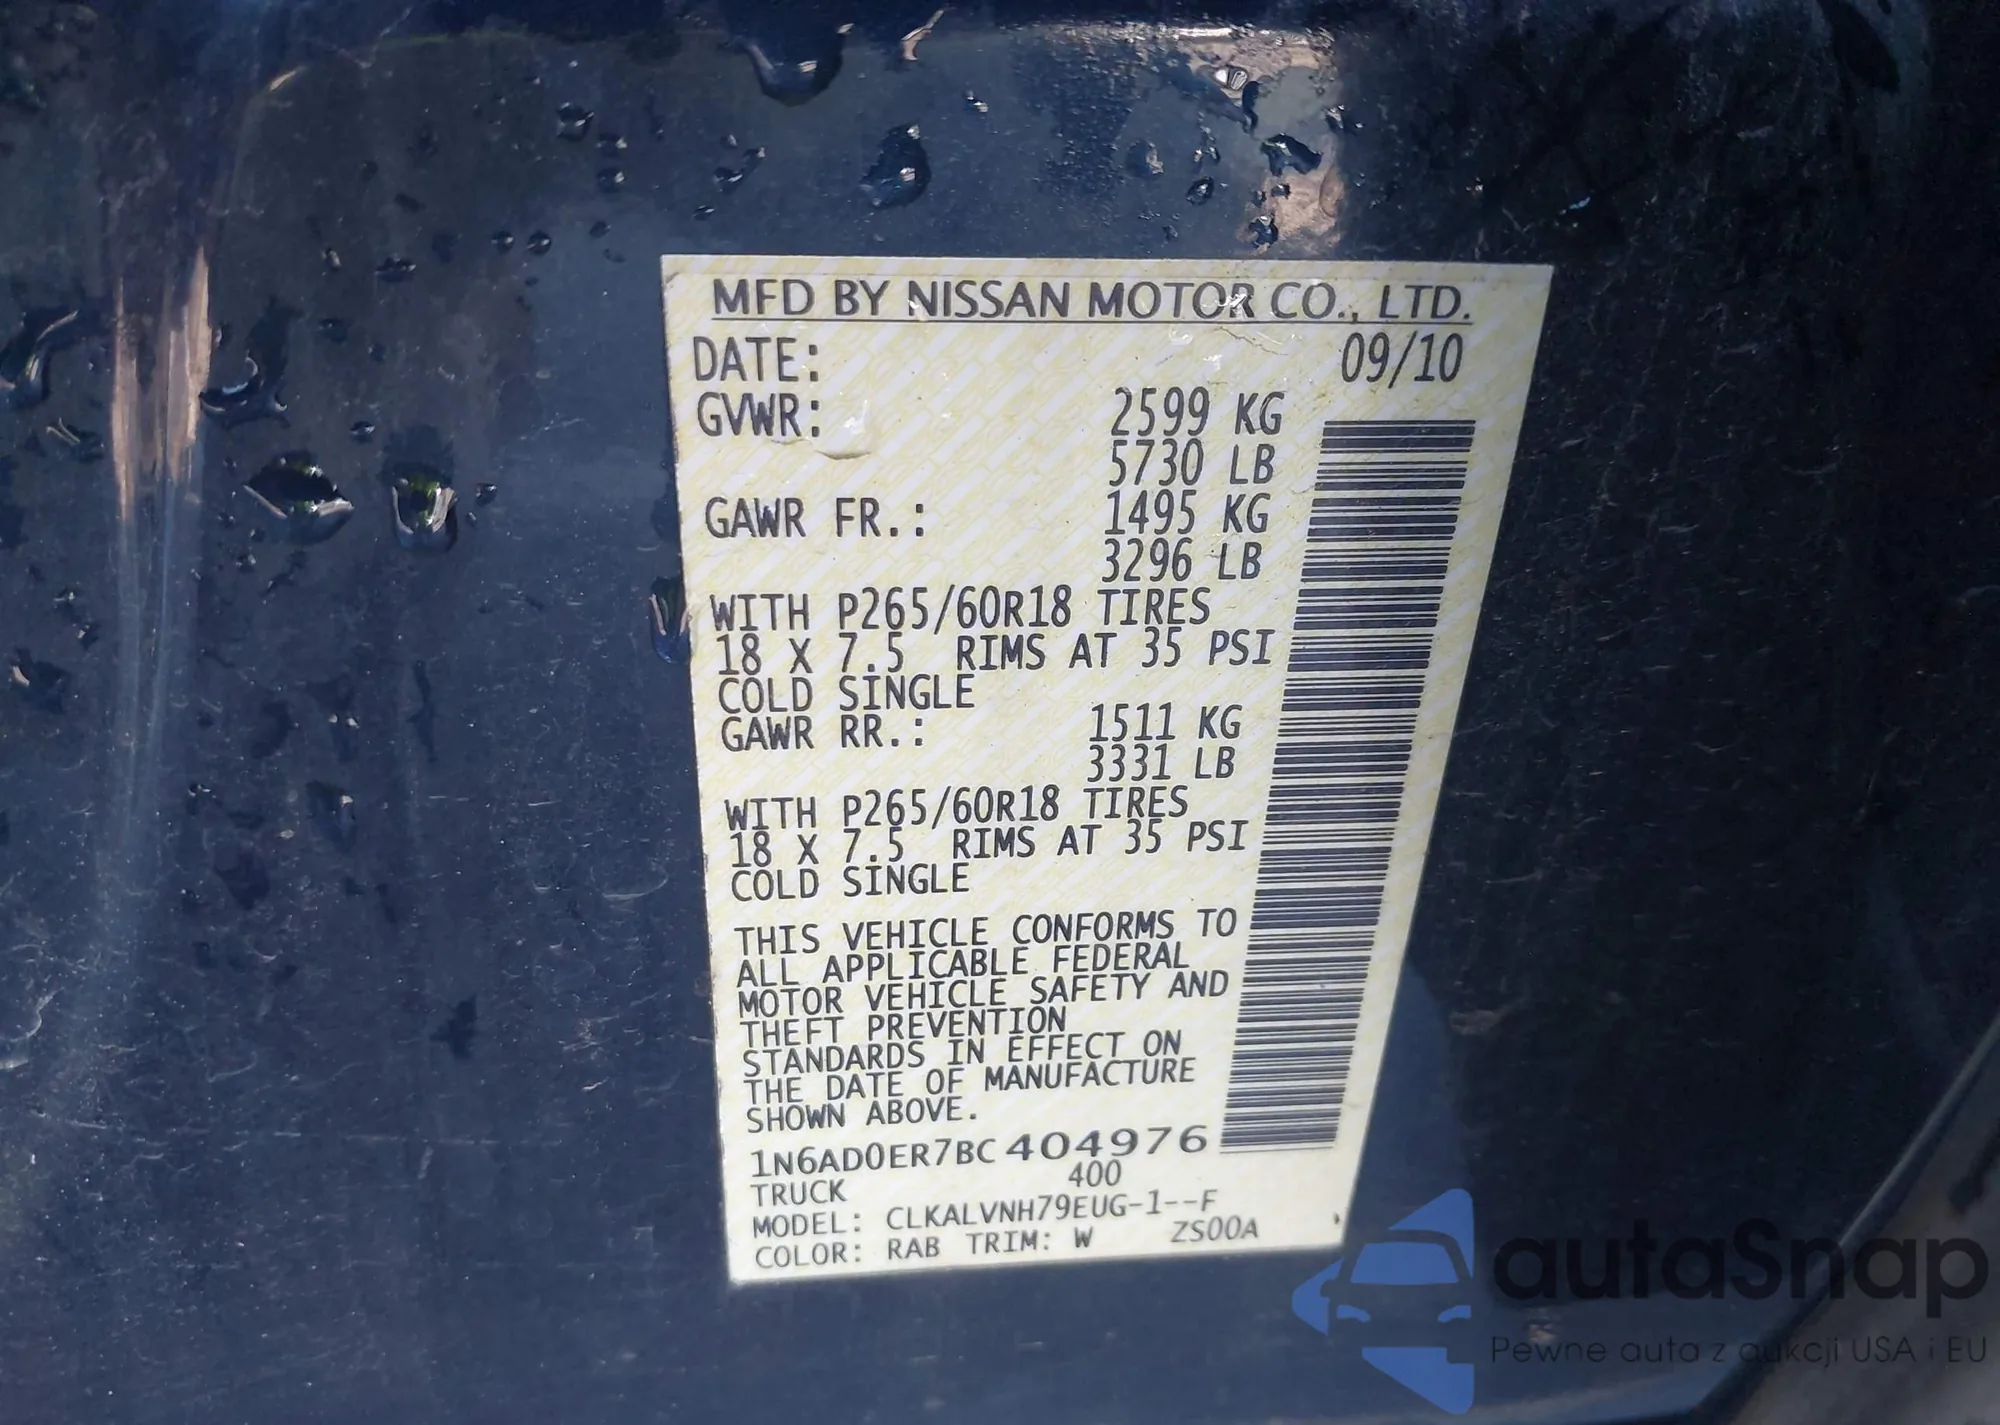 MFD BY NISSAN MOTOR CO., LTD.
DATE: 09/10
GVWR: 2599 KG
5730 LB
GAWR FR.: 1495 KG
3296 LB
WITH P265/60R18 TIRES
18 X 7.5 RIMS AT 35 PSI
COLD SINGLE
GAWR RR.: 1511 KG
3331 LB
WITH P265/60R18 TIRES
18 X 7.5 RIMS AT 35 PSI
COLD SINGLE
THIS VEHICLE CONFORMS TO
ALL APPLICABLE FEDERAL
MOTOR VEHICLE SAFETY AND
THEFT PREVENTION
STANDARDS IN EFFECT ON
THE DATE OF MANUFACTURE
SHOWN ABOVE.
1N6AD0ER7BC404976
TRUCK 400
MODEL: CLKALVNH79EUG-1--F
COLOR: RAB TRIM: W ZS00A
autaSnap
Pewne auta z aukcji USA i EU